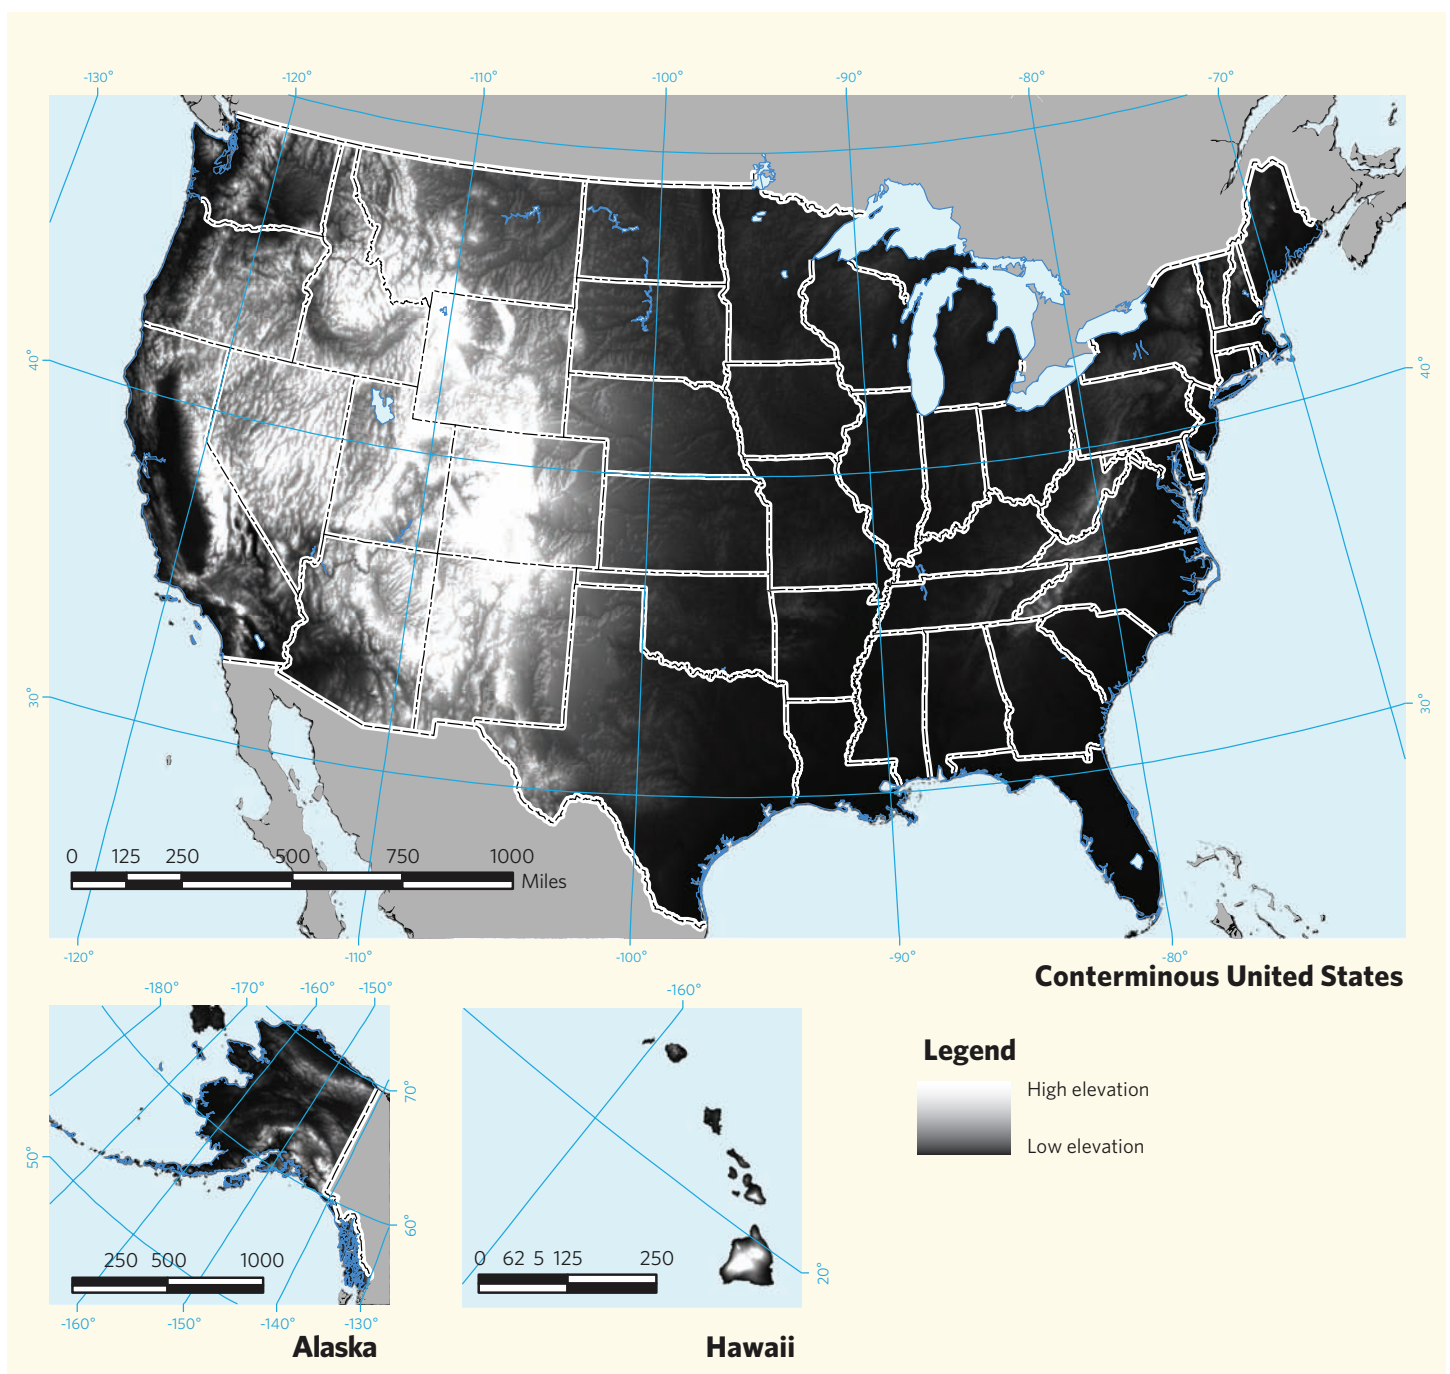 -130° -120° -110° -100° -90° -80° -70°
40° 40°
30° 30°
0 125 250 500 750 1000
Miles
-120° -110° -100° -90° -80°
Conterminous United States
-180° -170° -160° -150°
70°
50°
60°
250 500 1000
-160° -150° -140° -130°
Alaska
-160°
0 62 5 125 250
20°
Hawaii
Legend
High elevation
Low elevation